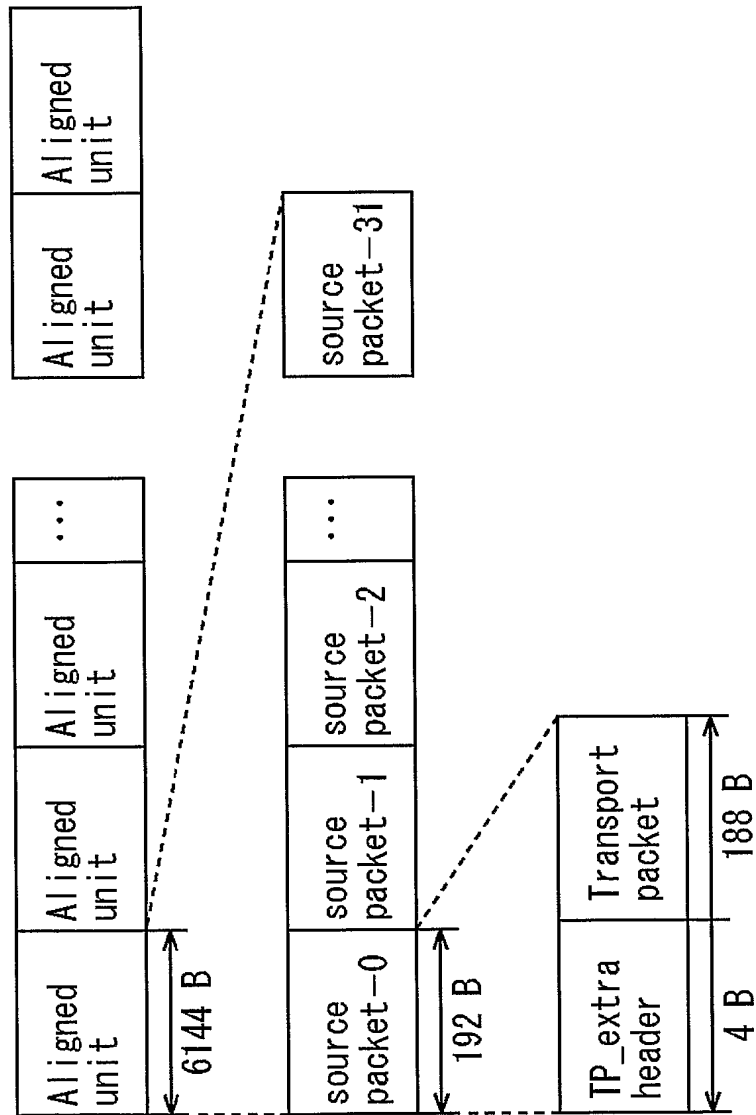 Aligned
unit
Aligned
unit
Aligned
unit
...
Aligned
unit
Aligned
unit
6144 B
source
packet-0
source
packet-1
source
packet-2
...
source
packet-31
192 B
TP_extra
header
Transport
packet
4 B
188 B